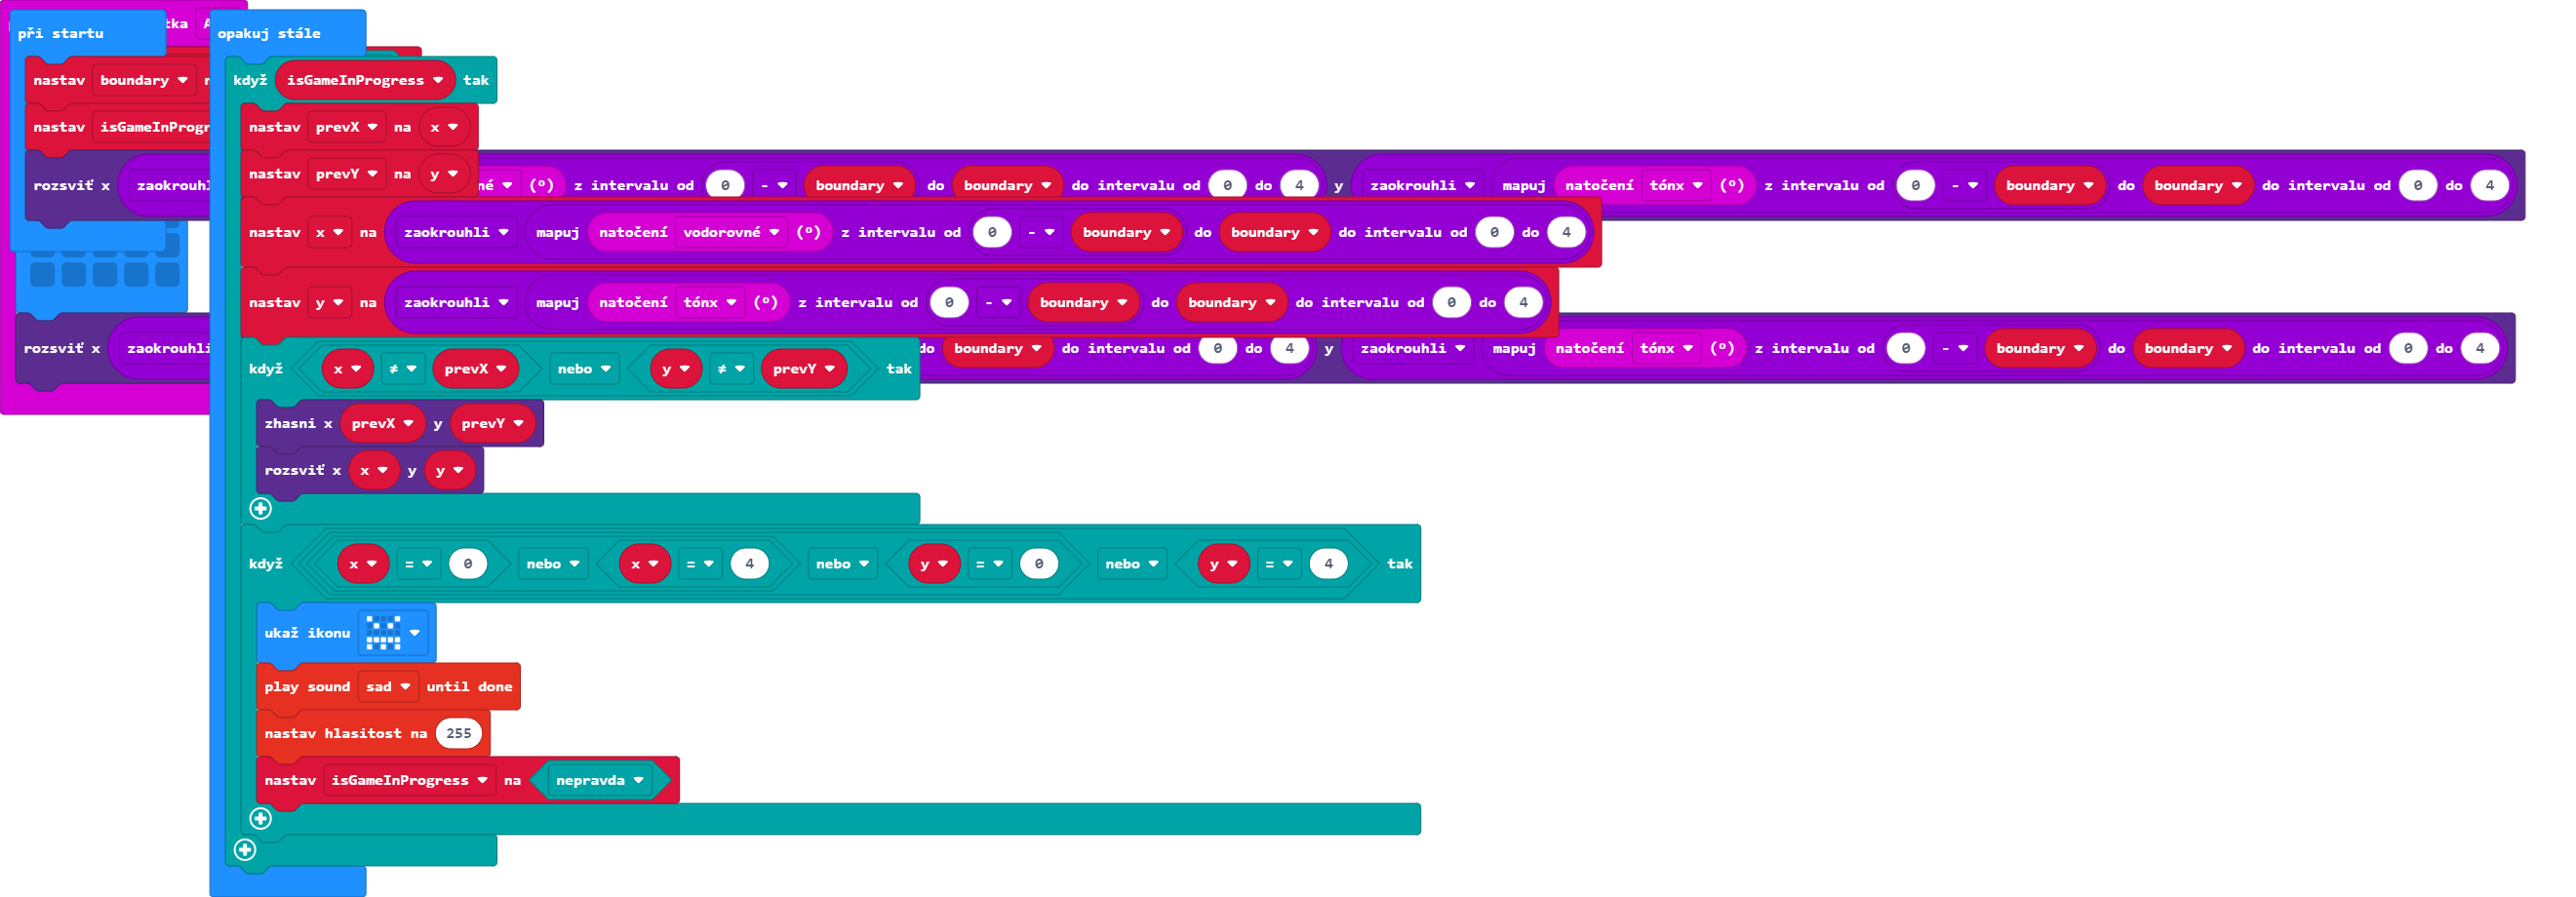 při startu
tka A
opakuj stále
nastav boundary
když isGameInProgress tak
nastav
nastav prevX na x
nastav prevY na y
rozsviť x
né (º) z intervalu od 0 - boundary do boundary do intervalu od 0 do 4 y zaokrouhli mapuj natočení tónx (º) z intervalu od 0 - boundary do boundary do intervalu od 0 do 4
nastav x na zaokrouhli mapuj natočení vodorovné (º) z intervalu od 0 - boundary do boundary do intervalu od 0 do 4
nastav y na zaokrouhli mapuj natočení tónx (º) z intervalu od 0 - boundary do boundary do intervalu od 0 do 4
rozsviť x zaokrouhli
do boundary do intervalu od 0 do 4 y zaokrouhli mapuj natočení tónx (º) z intervalu od 0 - boundary do boundary do intervalu od 0 do 4
když x ≠ prevX nebo y ≠ prevY tak
zhasni x prevX y prevY
rozsviť x x y y
když x = 0 nebo x = 4 nebo y = 0 nebo y = 4 tak
ukaž ikonu
play sound sad until done
nastav hlasitost na 255
nastav isGameInProgress na nepravda